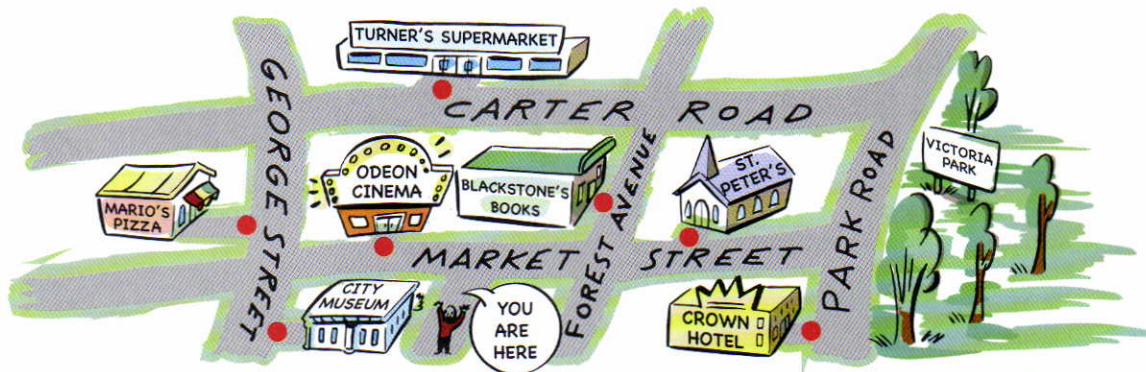 TURNER'S SUPERMARKET
GEORGE STREET
CARTER ROAD
MARIO'S
PIZZA
ODEON
CINEMA
BLACKSTONE'S
BOOKS
FOREST AVENUE
ST.
PETER'S
PARK ROAD
VICTORIA
PARK
MARKET STREET
CITY
MUSEUM
YOU
ARE
HERE
CROWN
HOTEL